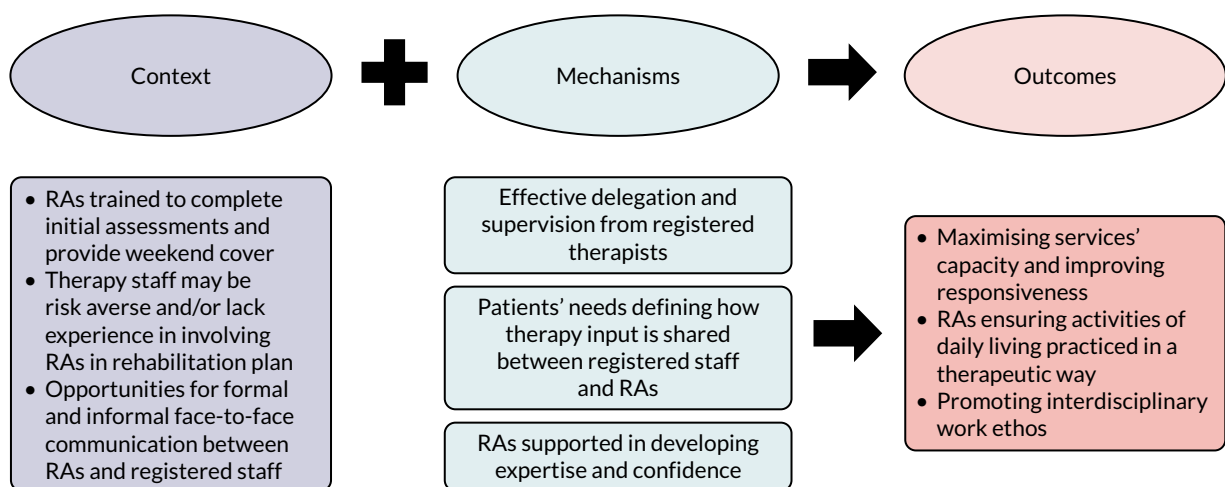 Context
Mechanisms
Outcomes
• RAs trained to complete
initial assessments and
provide weekend cover
• Therapy staff may be
risk averse and/or lack
experience in involving
RAs in rehabilitation plan
• Opportunities for formal
and informal face-to-face
communication between
RAs and registered staff
Effective delegation and
supervision from registered
therapists
Patients’ needs defining how
therapy input is shared
between registered staff
and RAs
RAs supported in developing
expertise and confidence
• Maximising services’
capacity and improving
responsiveness
• RAs ensuring activities of
daily living practiced in a
therapeutic way
• Promoting interdisciplinary
work ethos